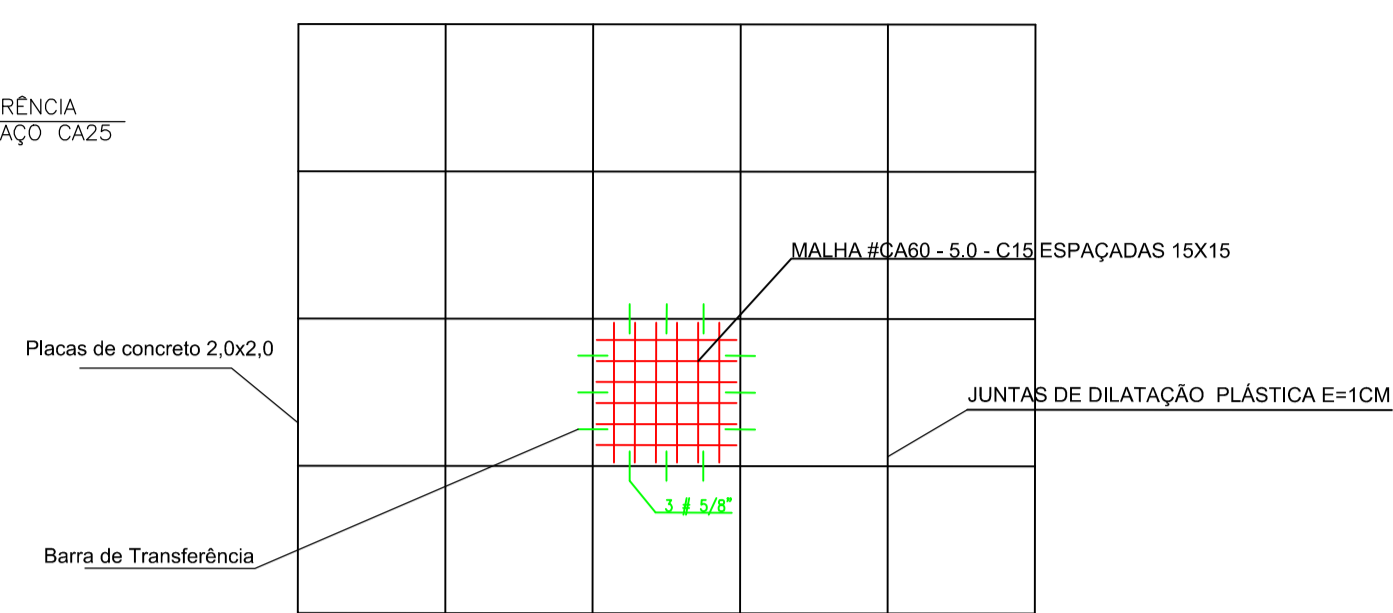 RÊNCIA
AÇO CA25
MALHA #CA60 - 5.0 - C15 ESPAÇADAS 15X15
Placas de concreto 2,0x2,0
JUNTAS DE DILATAÇÃO PLÁSTICA E=1CM
3 # 5/8"
Barra de Transferência